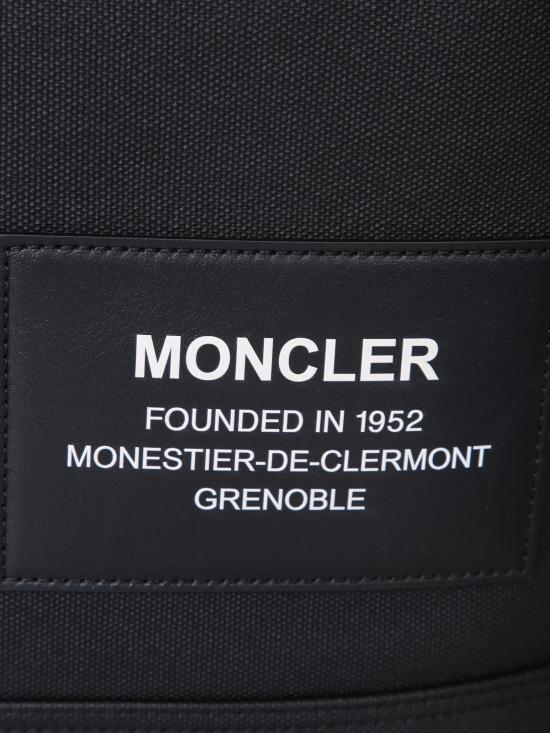 MONCLER
FOUNDED IN 1952
MONESTIER-DE-CLERMONT
GRENOBLE